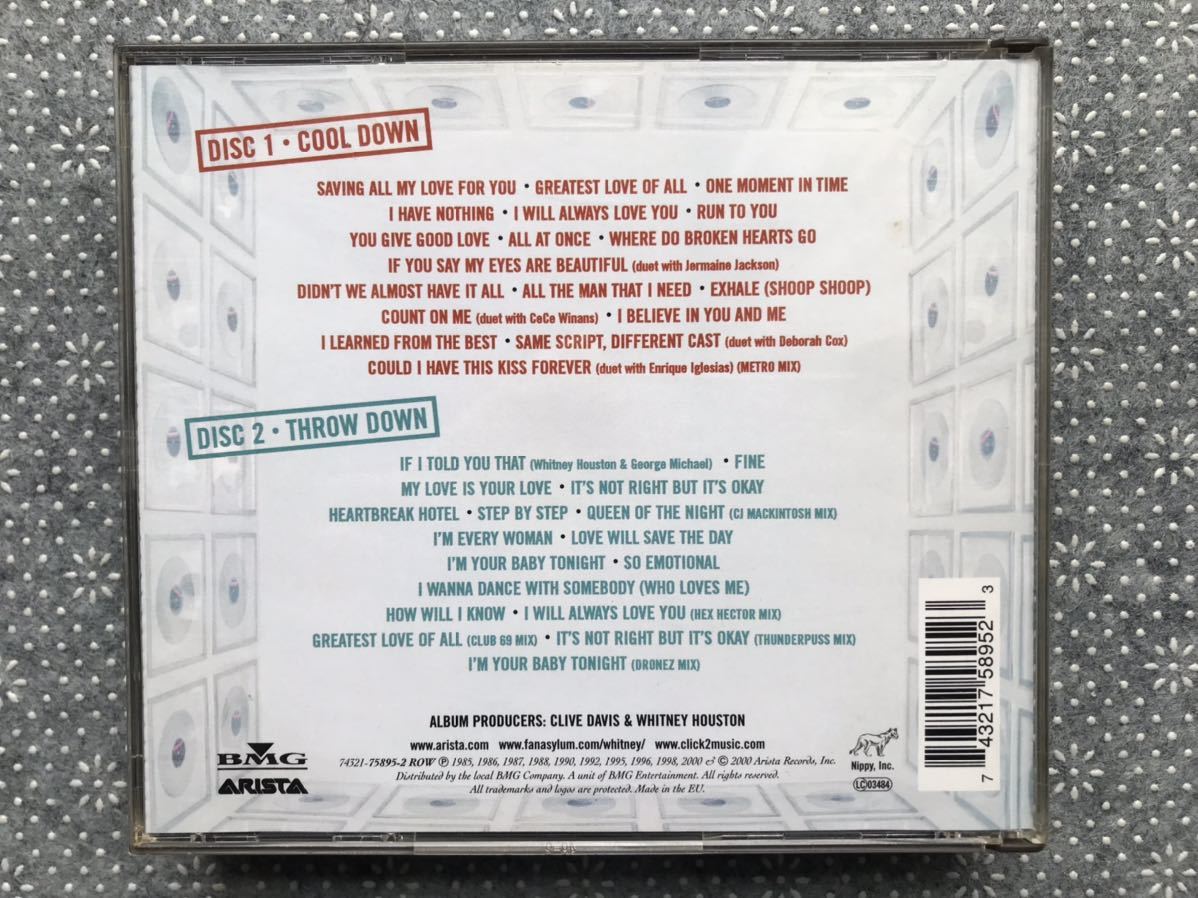 DISC 1 • COOL DOWN
SAVING ALL MY LOVE FOR YOU • GREATEST LOVE OF ALL • ONE MOMENT IN TIME
I HAVE NOTHING • I WILL ALWAYS LOVE YOU • RUN TO YOU
YOU GIVE GOOD LOVE • ALL AT ONCE • WHERE DO BROKEN HEARTS GO
IF YOU SAY MY EYES ARE BEAUTIFUL (duet with Jermaine Jackson)
DIDN'T WE ALMOST HAVE IT ALL • ALL THE MAN THAT I NEED • EXHALE (SHOOP SHOOP)
COUNT ON ME (duet with CeCe Winans) • I BELIEVE IN YOU AND ME
I LEARNED FROM THE BEST • SAME SCRIPT, DIFFERENT CAST (duet with Deborah Cox)
COULD I HAVE THIS KISS FOREVER (duet with Enrique Iglesias) (METRO MIX)
DISC 2 • THROW DOWN
IF I TOLD YOU THAT (Whitney Houston & George Michael) • FINE
MY LOVE IS YOUR LOVE • IT'S NOT RIGHT BUT IT'S OKAY
HEARTBREAK HOTEL • STEP BY STEP • QUEEN OF THE NIGHT (CJ MACKINTOSH MIX)
I'M EVERY WOMAN • LOVE WILL SAVE THE DAY
I'M YOUR BABY TONIGHT • SO EMOTIONAL
I WANNA DANCE WITH SOMEBODY (WHO LOVES ME)
HOW WILL I KNOW • I WILL ALWAYS LOVE YOU (HEX HECTOR MIX)
GREATEST LOVE OF ALL (CLUB 69 MIX) • IT'S NOT RIGHT BUT IT'S OKAY (THUNDERPUSS MIX)
I'M YOUR BABY TONIGHT (DRONEZ MIX)
ALBUM PRODUCERS: CLIVE DAVIS & WHITNEY HOUSTON
www.arista.com www.fanasylum.com/whitney/ www.click2music.com
74321-75895-2 ROW ℗ 1985, 1986, 1987, 1988, 1990, 1992, 1995, 1996, 1998, 2000 & © 2000 Arista Records, Inc.
Distributed by the local BMG Company. A unit of BMG Entertainment. All rights reserved.
All trademarks and logos are protected. Made in the EU.
BMG
ARISTA
Nippy, Inc.
LC 03484
7 43217 58952 3